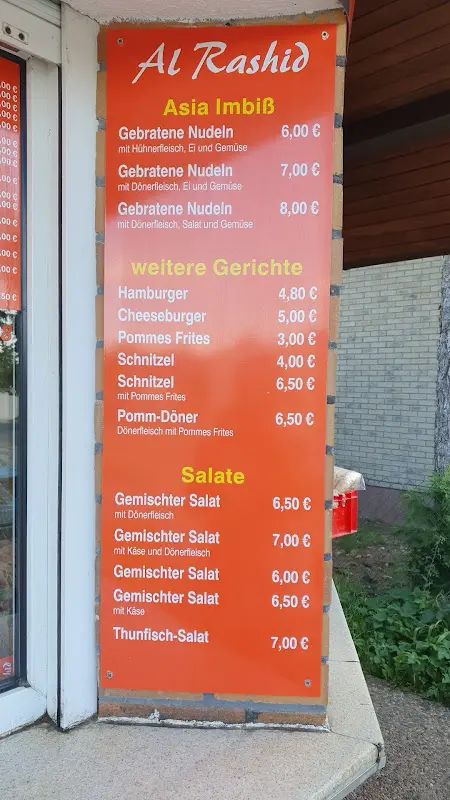 Al Rashid
Asia Imbiß
Gebratene Nudeln 6,00 €
mit Hühnerfleisch, Ei und Gemüse
Gebratene Nudeln 7,00 €
mit Dönerfleisch, Ei und Gemüse
Gebratene Nudeln 8,00 €
mit Dönerfleisch, Salat und Gemüse
weitere Gerichte
Hamburger 4,80 €
Cheeseburger 5,00 €
Pommes Frites 3,00 €
Schnitzel 4,00 €
Schnitzel 6,50 €
mit Pommes Frites
Pomm-Döner 6,50 €
Dönerfleisch mit Pommes Frites
Salate
Gemischter Salat 6,50 €
mit Dönerfleisch
Gemischter Salat 7,00 €
mit Käse und Dönerfleisch
Gemischter Salat 6,00 €
Gemischter Salat 6,50 €
mit Käse
Thunfisch-Salat 7,00 €